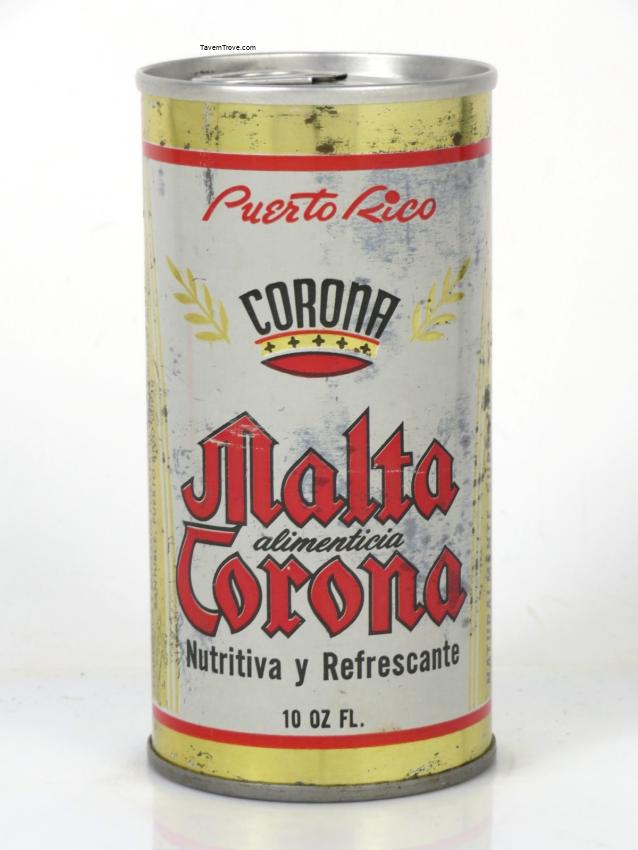 TavernTrove.com
Puerto Rico
CORONA
Malta
alimenticia
Corona
Nutritiva y Refrescante
10 OZ FL.